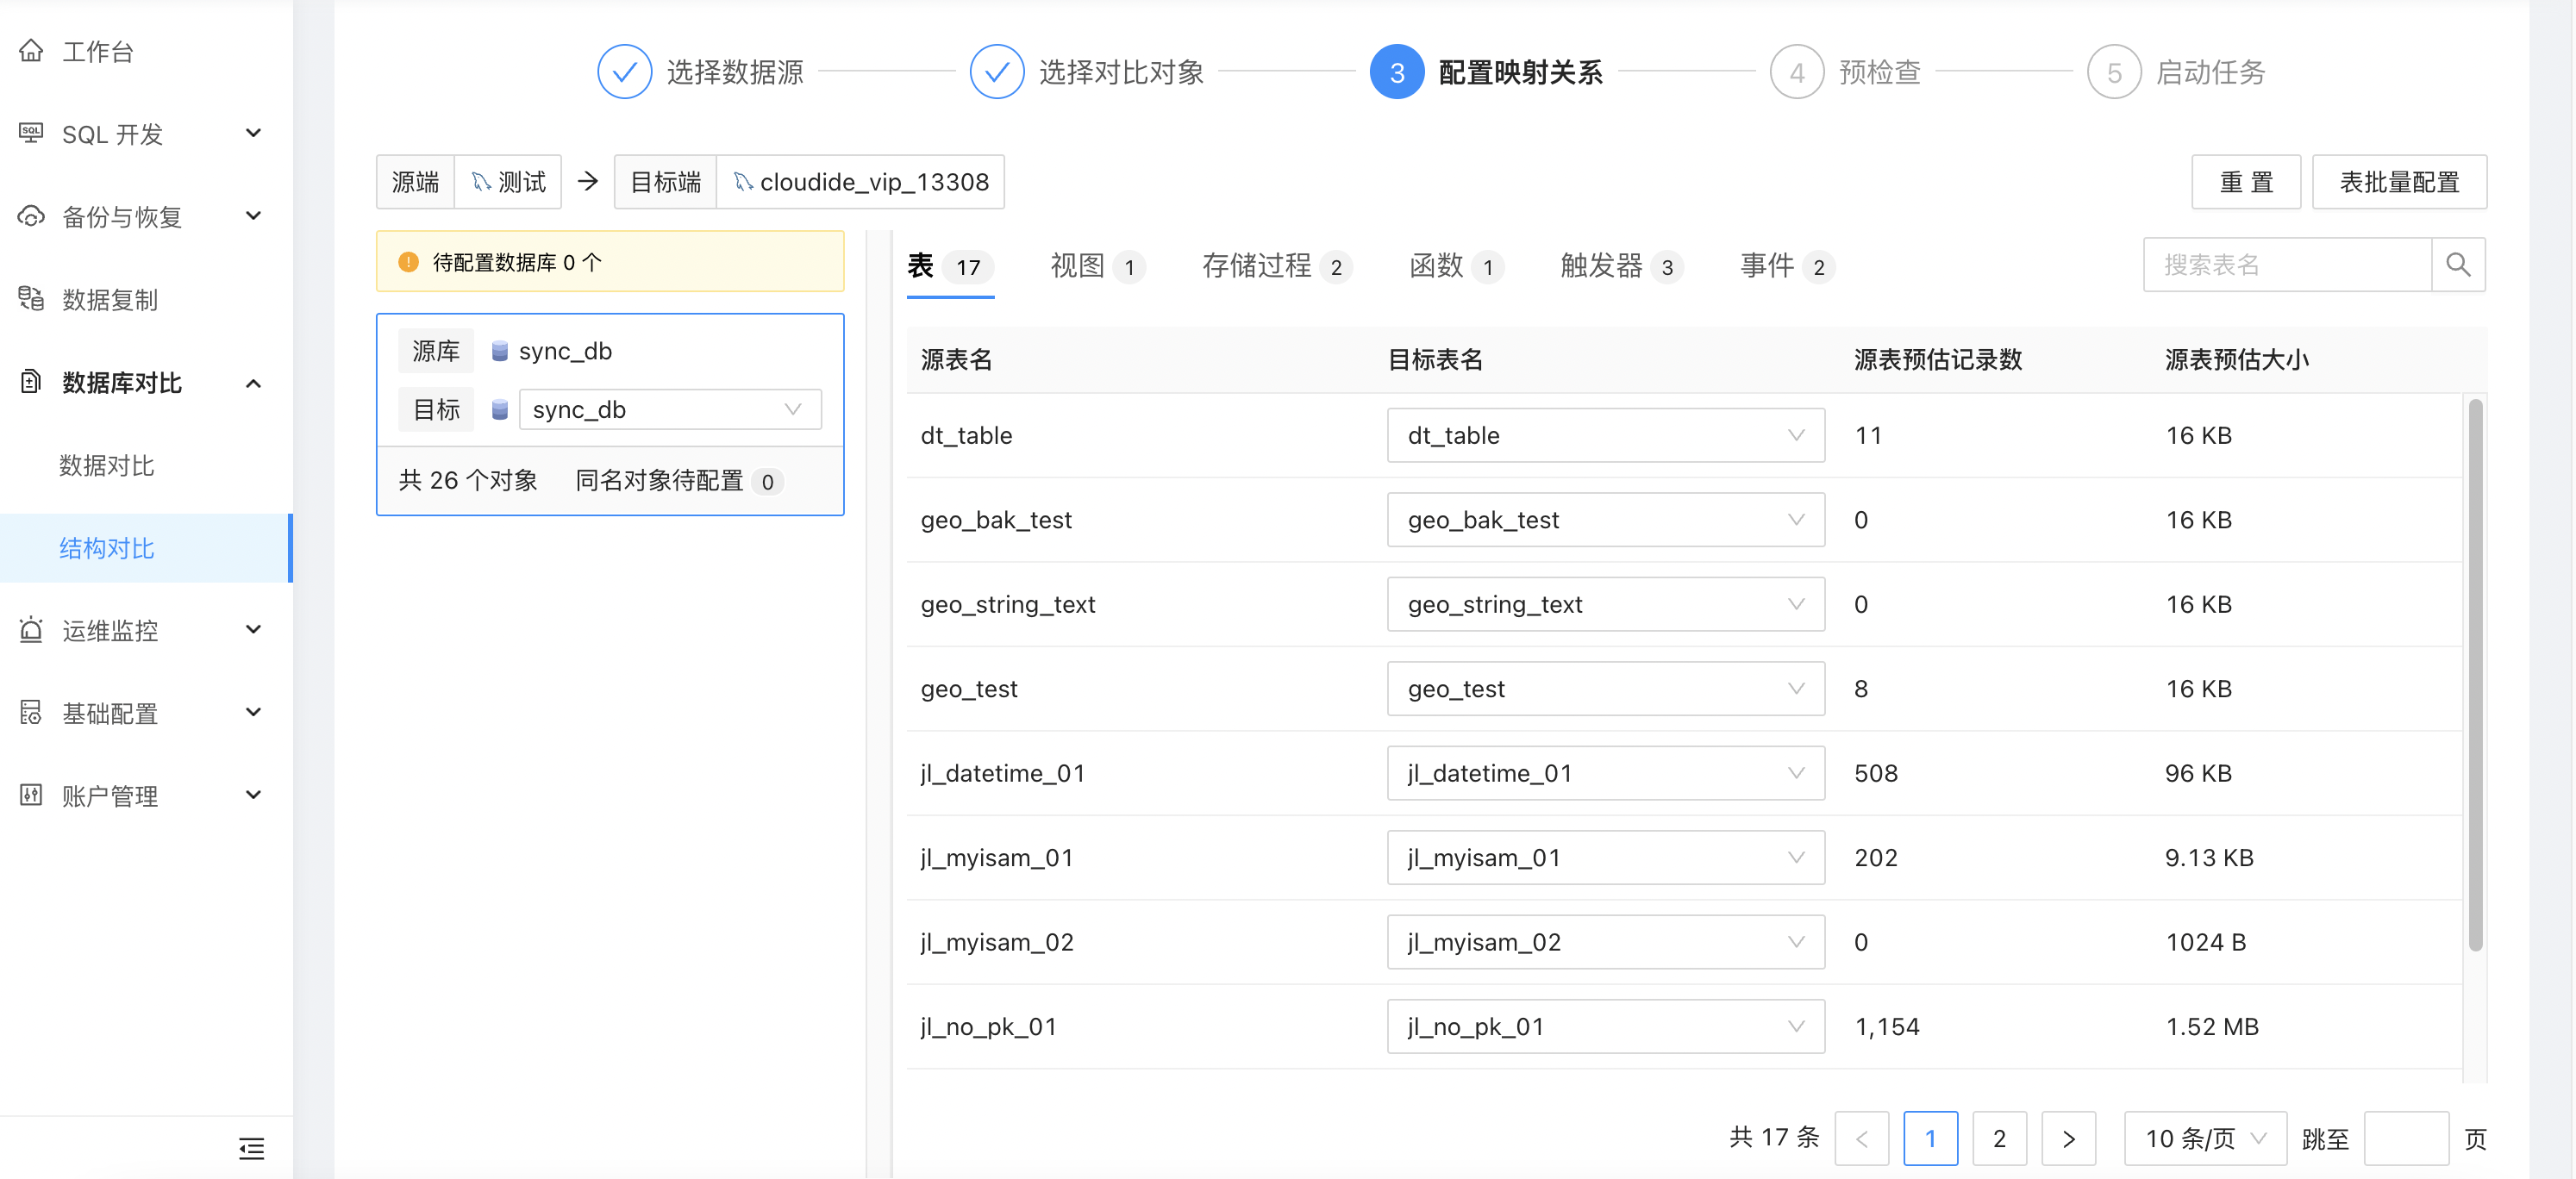 工作台
SQL 开发
备份与恢复
数据复制
数据库对比
数据对比
结构对比
运维监控
基础配置
账户管理
选择数据源
选择对比对象
3 配置映射关系
4 预检查
5 启动任务
源端 测试 → 目标端 cloudide_vip_13308
重 置 表批量配置
待配置数据库 0 个
源库 sync_db
目标 sync_db
共 26 个对象 同名对象待配置 0
表 17 视图 1 存储过程 2 函数 1 触发器 3 事件 2
搜索表名
源表名 目标表名 源表预估记录数 源表预估大小
dt_table dt_table 11 16 KB
geo_bak_test geo_bak_test 0 16 KB
geo_string_text geo_string_text 0 16 KB
geo_test geo_test 8 16 KB
jl_datetime_01 jl_datetime_01 508 96 KB
jl_myisam_01 jl_myisam_01 202 9.13 KB
jl_myisam_02 jl_myisam_02 0 1024 B
jl_no_pk_01 jl_no_pk_01 1,154 1.52 MB
共 17 条 < 1 2 > 10 条/页 跳至 页